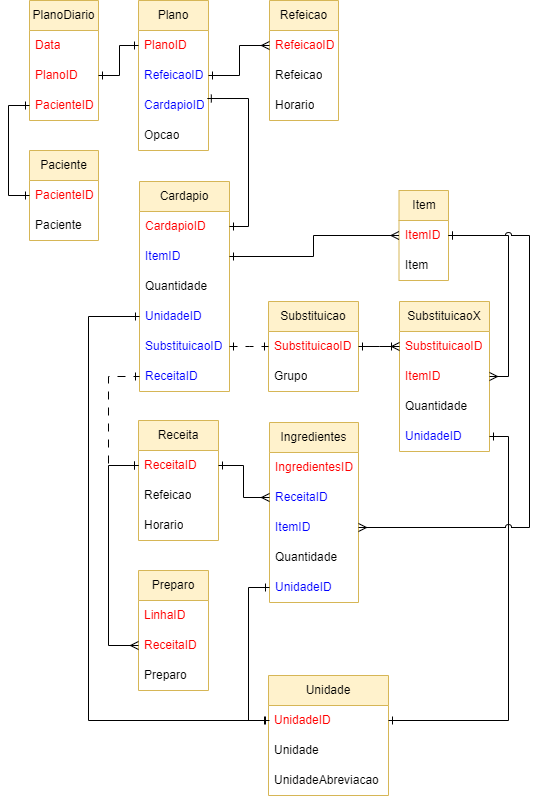 PlanoDiario
Data
PlanoID
PacienteID
Plano
PlanoID
RefeicaoID
CardapioID
Opcao
Refeicao
RefeicaoID
Refeicao
Horario
Paciente
PacienteID
Paciente
Cardapio
CardapioID
ItemID
Quantidade
UnidadeID
SubstituicaoID
ReceitaID
Item
ItemID
Item
Substituicao
SubstituicaoID
Grupo
SubstituicaoX
SubstituicaoID
ItemID
Quantidade
UnidadeID
Receita
ReceitaID
Refeicao
Horario
Ingredientes
IngredientesID
ReceitaID
ItemID
Quantidade
UnidadeID
Preparo
LinhaID
ReceitaID
Preparo
Unidade
UnidadeID
Unidade
UnidadeAbreviacao